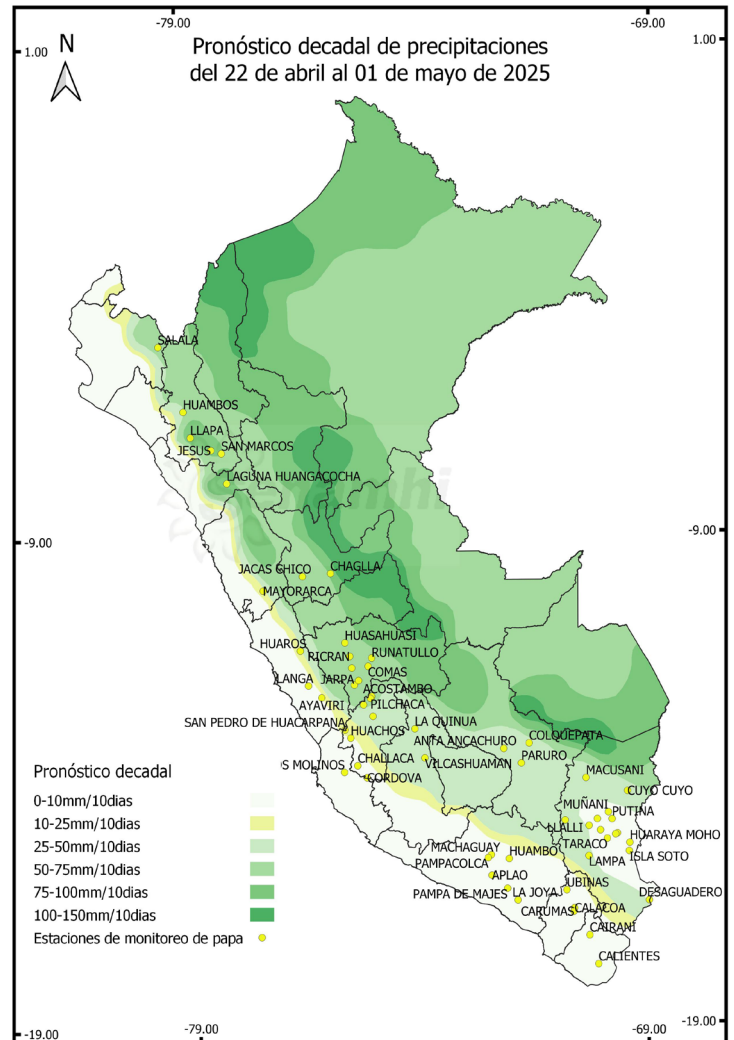 -79.00
-69.00
1.00
1.00
N
Pronóstico decadal de precipitaciones
del 22 de abril al 01 de mayo de 2025
SALALA
HUAMBOS
LLAPA
JESUS
SAN MARCOS
LAGUNA HUANGACOCHA
-9.00
-9.00
JACAS CHICO
CHAGLLA
MAYORARCA
HUASAHUASI
HUAROS
RICRAN
RUNATULLO
COMAS
LANGA
JARPA
ACOSTAMBO
AYAVIRI
PILCHACA
SAN PEDRO DE HUACARPANA
LA QUINUA
HUACHOS
ANTA ANCACHURO
COLQUEPATA
OS MOLINOS
CHALLACA
VILCASHUAMAN
PARURO
CORDOVA
MACUSANI
CUYO CUYO
MUÑANI
PUTINA
LLALLI
HUARAYA MOHO
TARACO
MACHAGUAY
HUAMBO
LAMPA
ISLA SOTO
PAMPACOLCA
APLAO
UBINAS
PAMPA DE MAJES
LA JOYA
DESAGUADERO
CARUMAS
CALACOA
CAIRANI
CALIENTES
Pronóstico decadal
0-10mm/10dias
10-25mm/10dias
25-50mm/10dias
50-75mm/10dias
75-100mm/10dias
100-150mm/10dias
Estaciones de monitoreo de papa
-19.00
-19.00
-79.00
-69.00